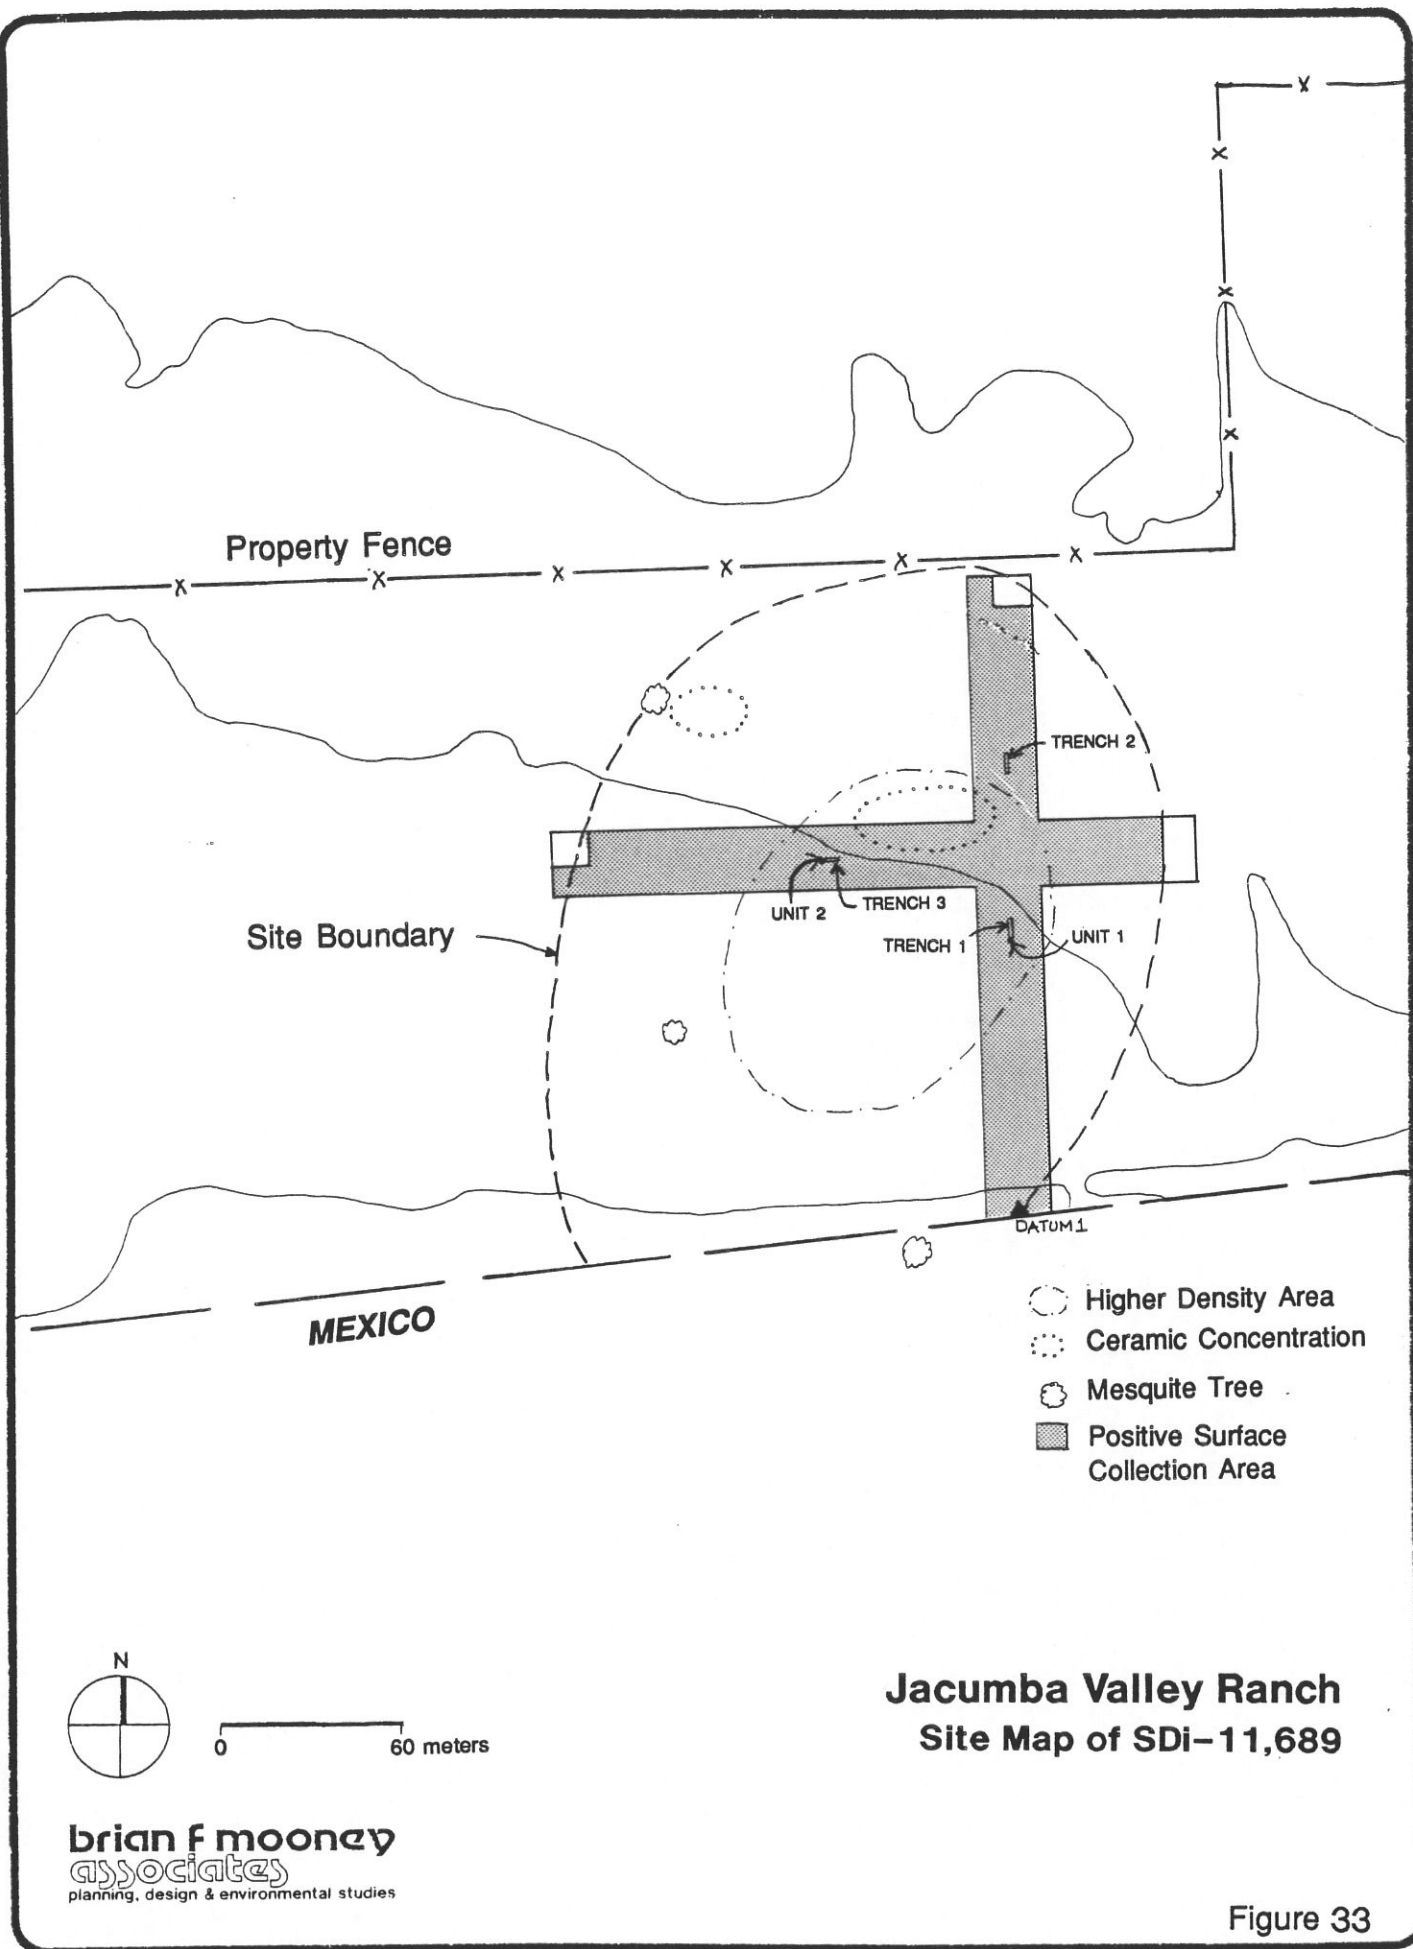 Property Fence
TRENCH 2
UNIT 2
TRENCH 3
Site Boundary
TRENCH 1
UNIT 1
DATUM 1
MEXICO
Higher Density Area
Ceramic Concentration
Mesquite Tree
Positive Surface
Collection Area
N
0
60 meters
Jacumba Valley Ranch
Site Map of SDi-11,689
brian f mooney
associates
planning, design & environmental studies
Figure 33